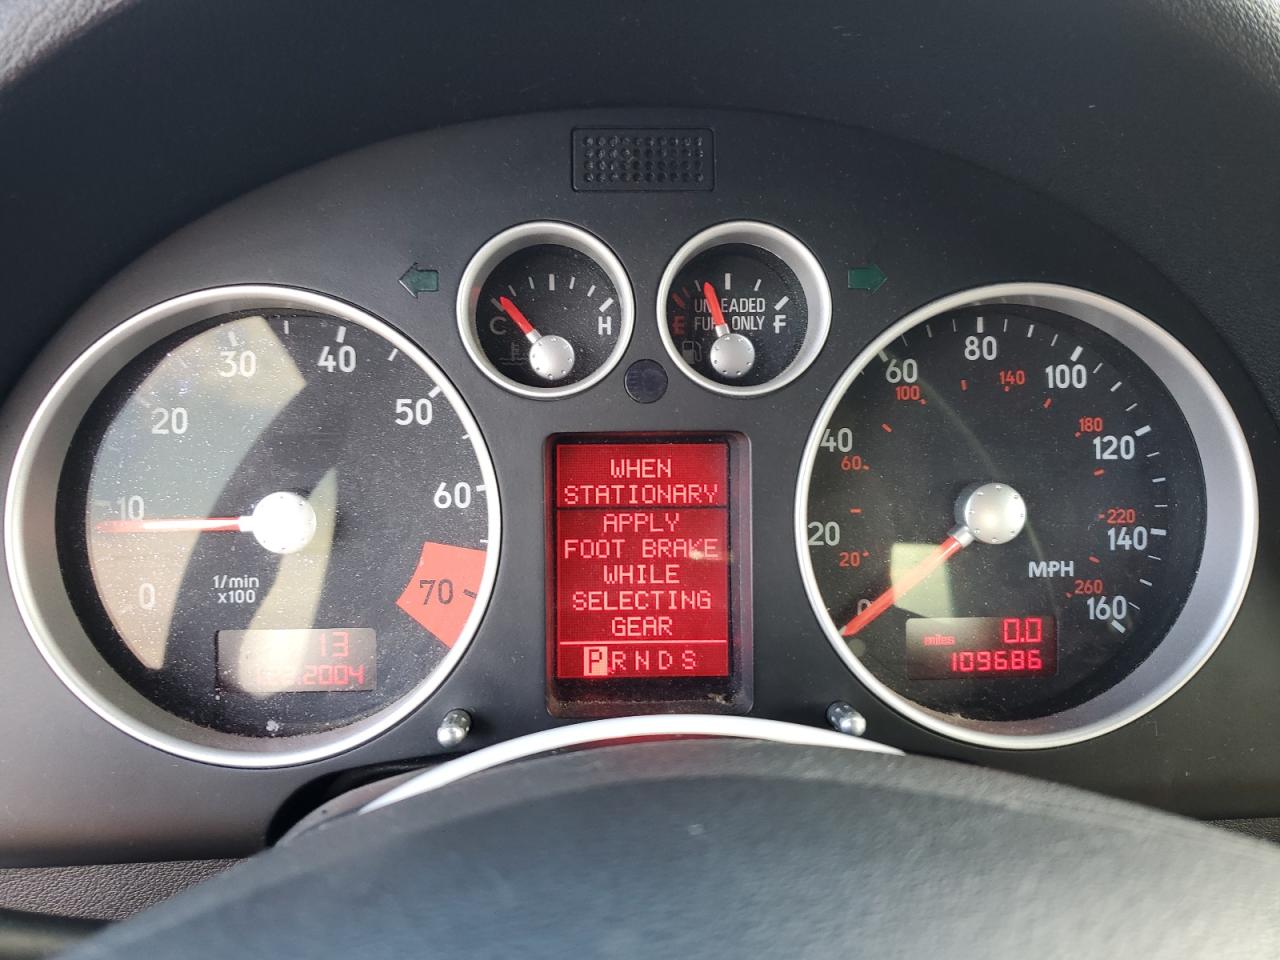 C
H
E
UNLEADED
FUEL ONLY
F
0
10
20
30
40
50
60
70
1/min
x100
13
.2004
WHEN
STATIONARY
APPLY
FOOT BRAKE
WHILE
SELECTING
GEAR
P R N D S
0
20
40
60
80
100
120
140
160
20
60
100
140
180
220
260
MPH
miles
0.0
109686